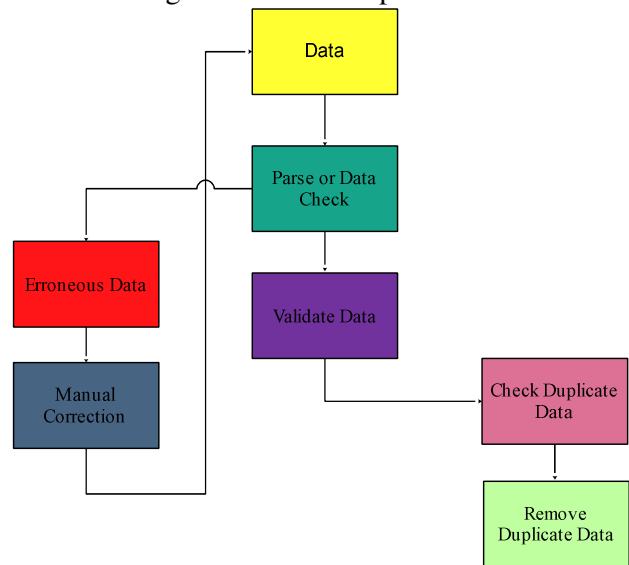 Data
Parse or Data
Check
Erroneous Data
Validate Data
Manual
Correction
Check Duplicate
Data
Remove
Duplicate Data